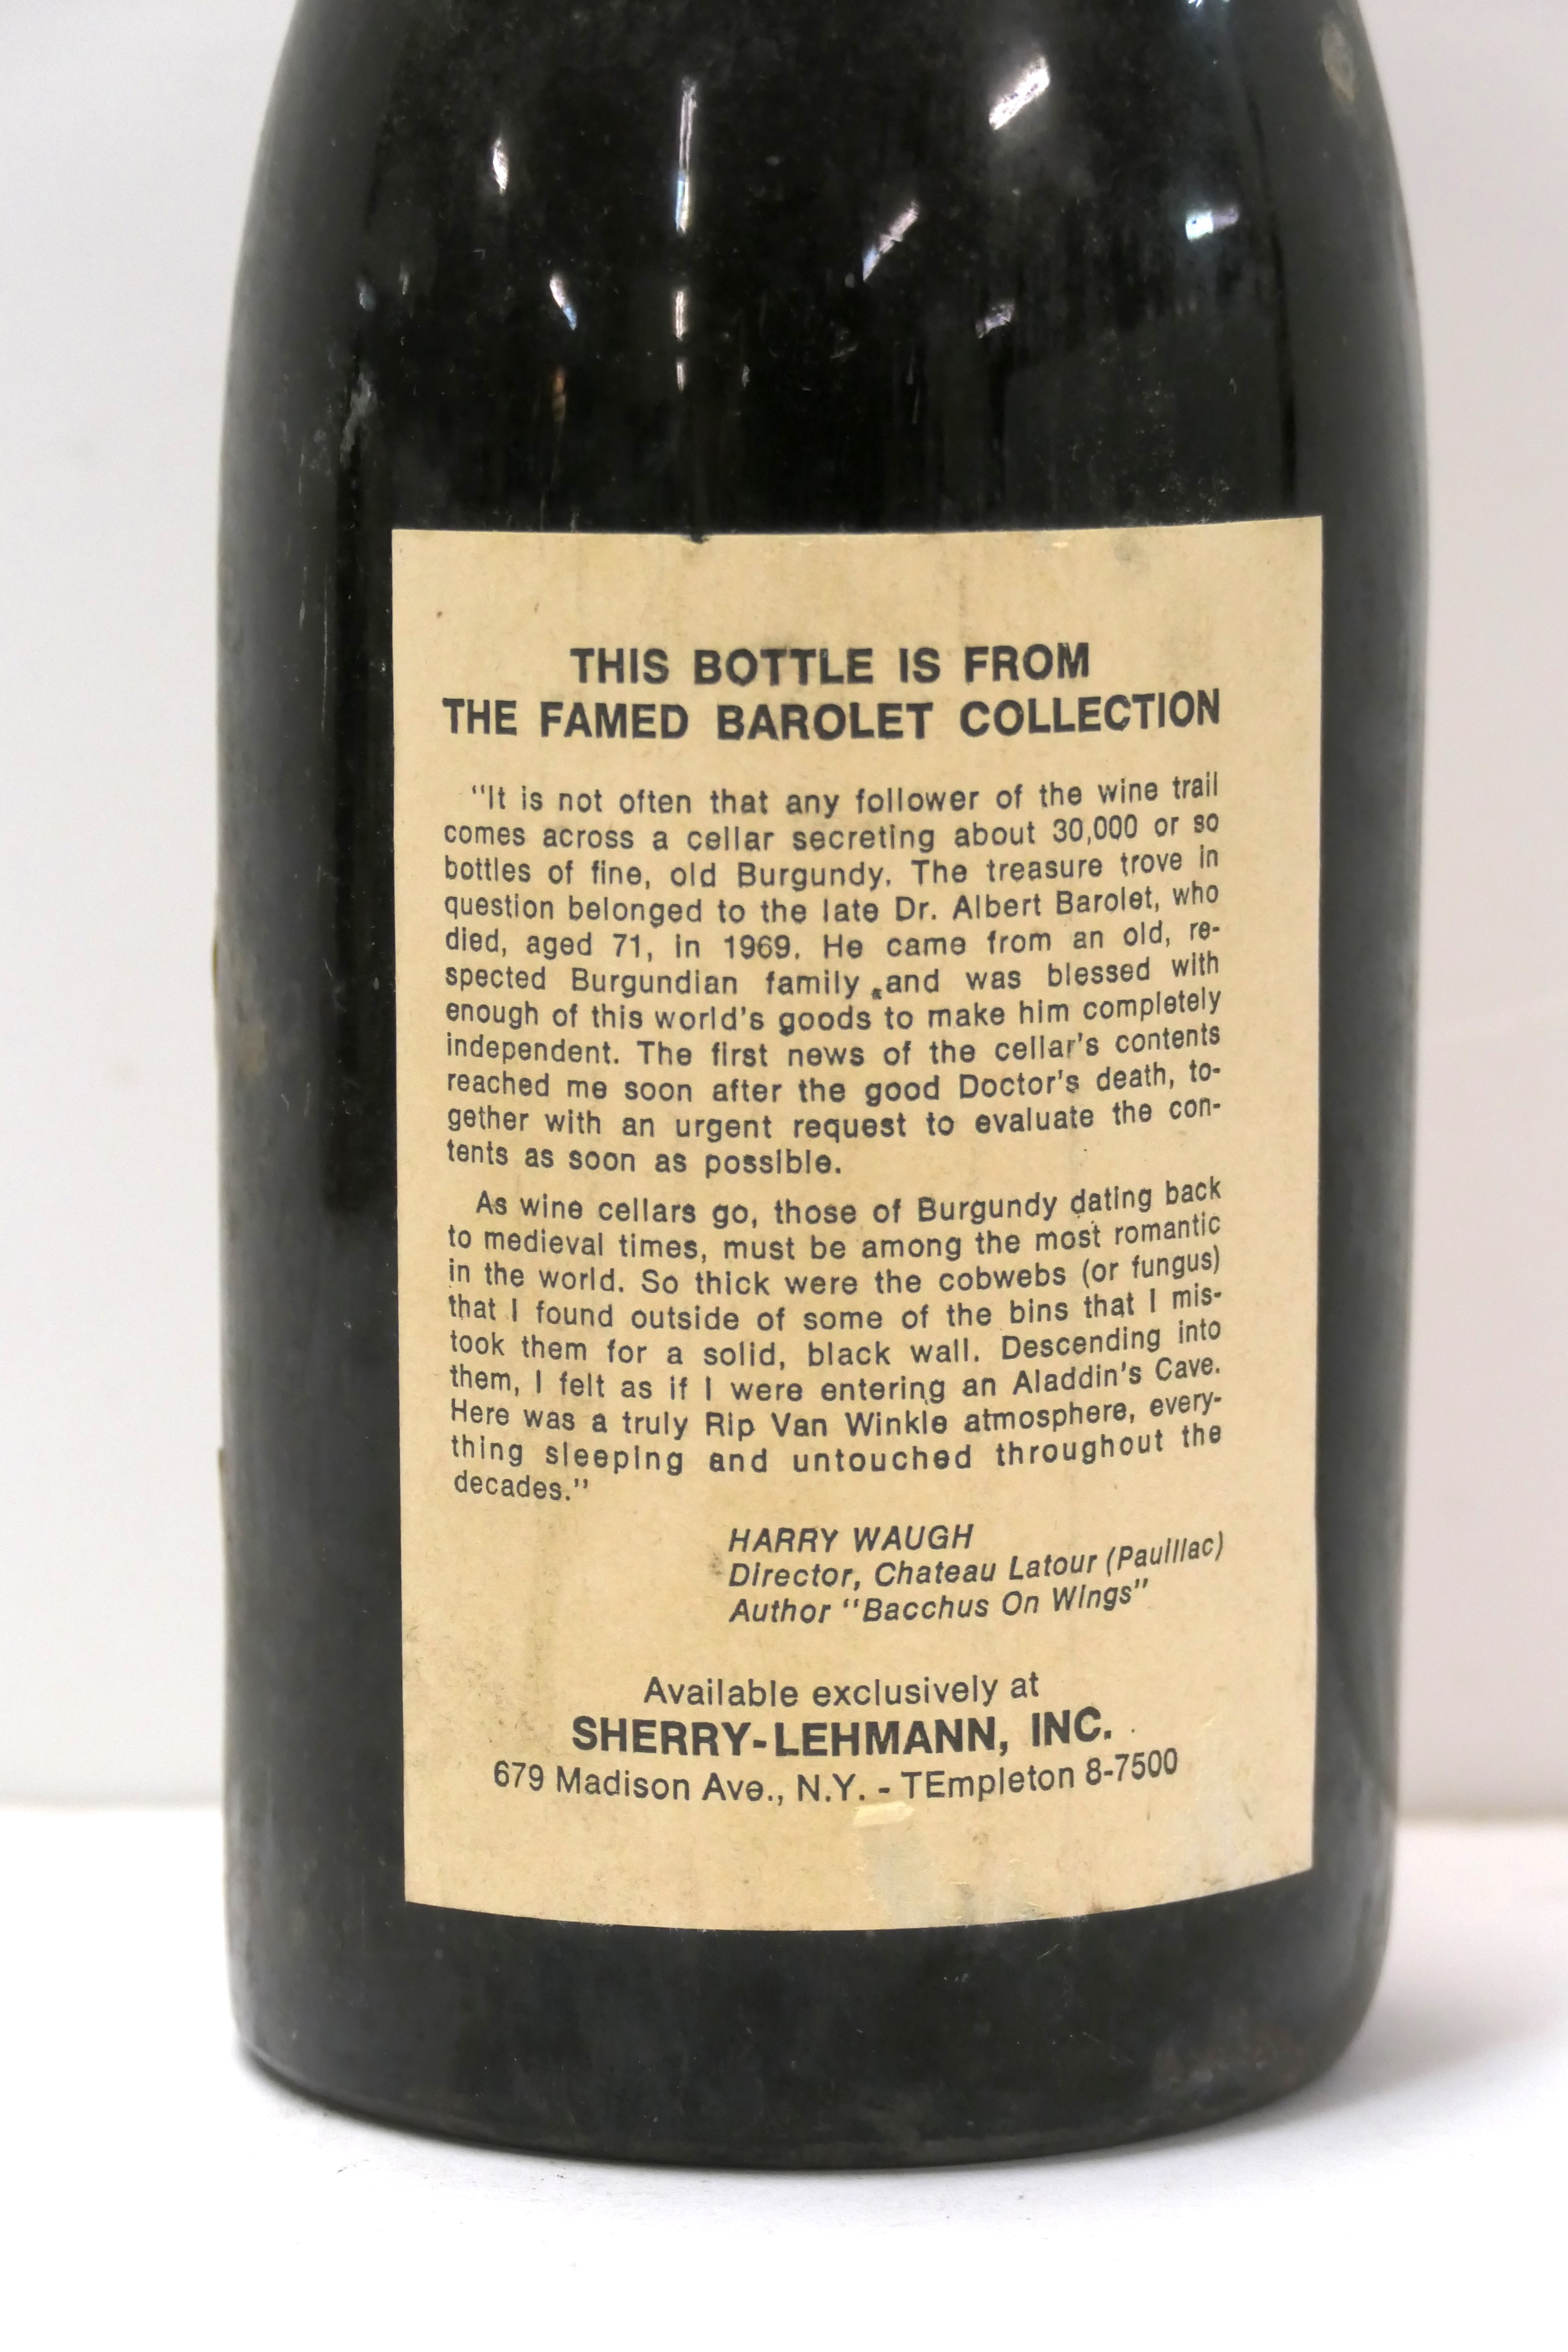 THIS BOTTLE IS FROM
THE FAMED BAROLET COLLECTION
"It is not often that any follower of the wine trail
comes across a cellar secreting about 30,000 or so
bottles of fine, old Burgundy. The treasure trove in
question belonged to the late Dr. Albert Barolet, who
died, aged 71, in 1969. He came from an old, re-
spected Burgundian family and was blessed with
enough of this world's goods to make him completely
independent. The first news of the cellar's contents
reached me soon after the good Doctor's death, to-
gether with an urgent request to evaluate the con-
tents as soon as possible.
As wine cellars go, those of Burgundy dating back
to medieval times, must be among the most romantic
in the world. So thick were the cobwebs (or fungus)
that I found outside of some of the bins that I mis-
took them for a solid, black wall. Descending into
them, I felt as if I were entering an Aladdin's Cave.
Here was a truly Rip Van Winkle atmosphere, every-
thing sleeping and untouched throughout the
decades."
HARRY WAUGH
Director, Chateau Latour (Pauillac)
Author "Bacchus On Wings"
Available exclusively at
SHERRY-LEHMANN, INC.
679 Madison Ave., N.Y. - TEmpleton 8-7500